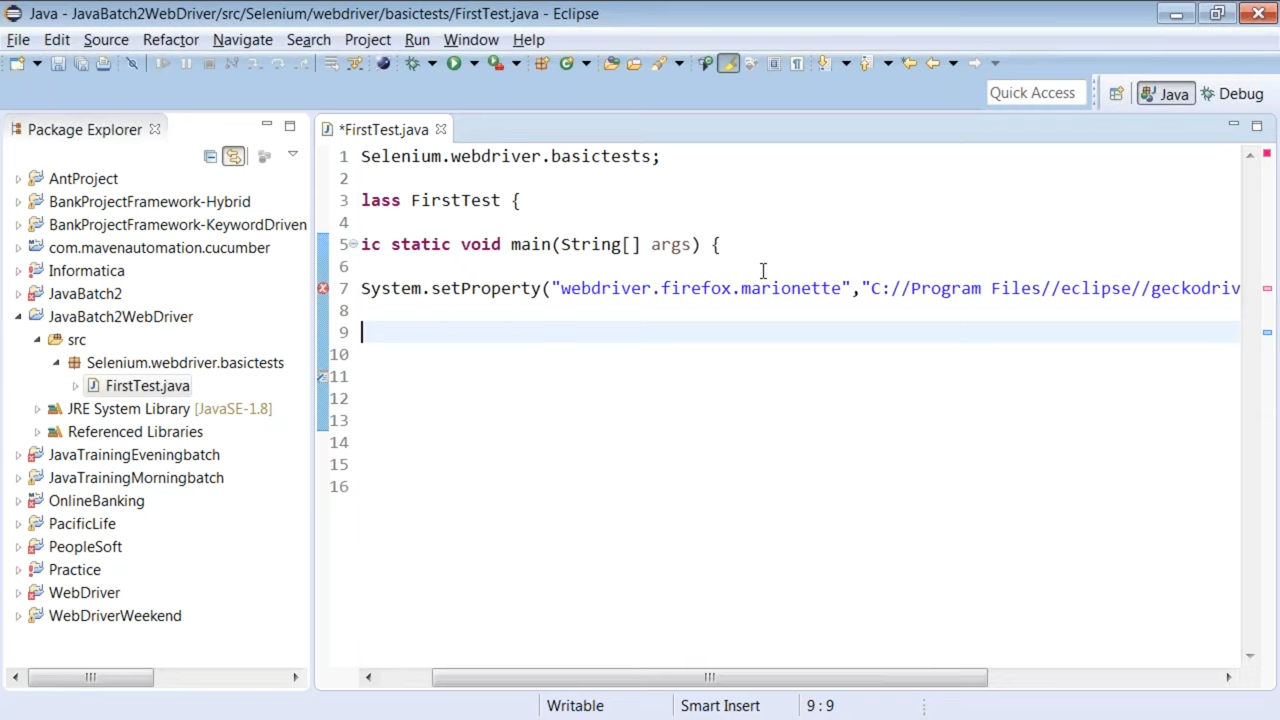 Java - JavaBatch2WebDriver/src/Selenium/webdriver/basictests/FirstTest.java - Eclipse
File Edit Source Refactor Navigate Search Project Run Window Help
Quick Access Java Debug
Package Explorer
*FirstTest.java
AntProject
BankProjectFramework-Hybrid
BankProjectFramework-KeywordDriven
com.mavenautomation.cucumber
Informatica
JavaBatch2
JavaBatch2WebDriver
src
Selenium.webdriver.basictests
FirstTest.java
JRE System Library [JavaSE-1.8]
Referenced Libraries
JavaTrainingEveningbatch
JavaTrainingMorningbatch
OnlineBanking
PacificLife
PeopleSoft
Practice
WebDriver
WebDriverWeekend
1 Selenium.webdriver.basictests;
2
3 lass FirstTest {
4
5 ic static void main(String[] args) {
6
7 System.setProperty("webdriver.firefox.marionette","C://Program Files//eclipse//geckodriv
8
9
10
11
12
13
14
15
16
Writable Smart Insert 9 : 9